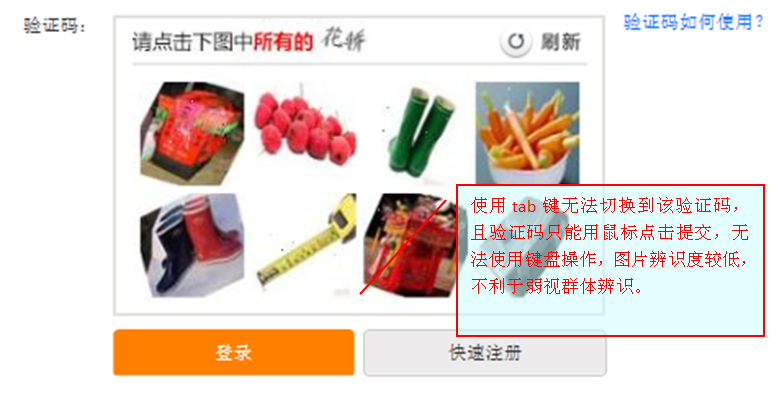 验证码：
请点击下图中所有的 花轿
刷新
验证码如何使用？
使用 tab 键无法切换到该验证码，
且验证码只能用鼠标点击提交，无
法使用键盘操作，图片辨识度较低，
不利于弱视群体辨识。
登录
快速注册